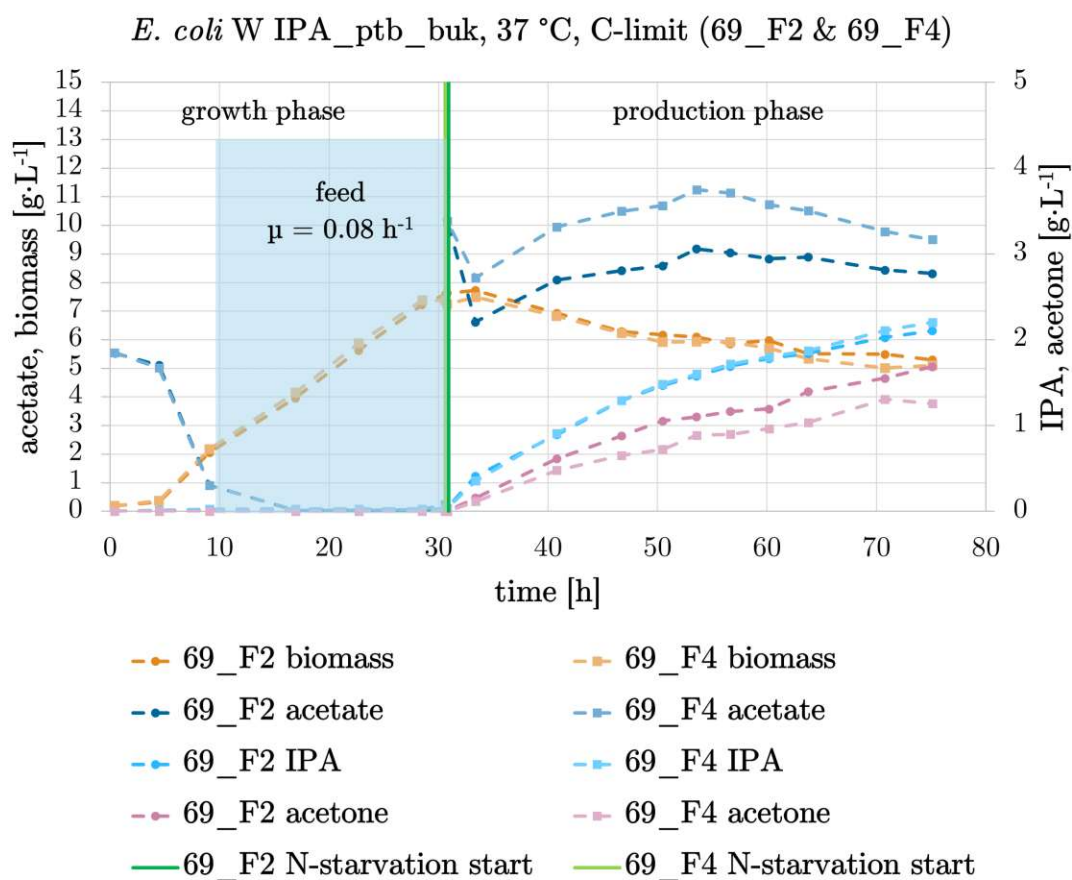 E. coli W IPA_ptb_buk, 37 °C, C-limit (69_F2 & 69_F4)
growth phase
production phase
feed
µ = 0.08 h⁻¹
acetate, biomass [g·L⁻¹]
15
14
13
12
11
10
9
8
7
6
5
4
3
2
1
0
IPA, acetone [g·L⁻¹]
5
4
3
2
1
0
0 10 20 30 40 50 60 70 80
time [h]
69_F2 biomass
69_F4 biomass
69_F2 acetate
69_F4 acetate
69_F2 IPA
69_F4 IPA
69_F2 acetone
69_F4 acetone
69_F2 N-starvation start
69_F4 N-starvation start